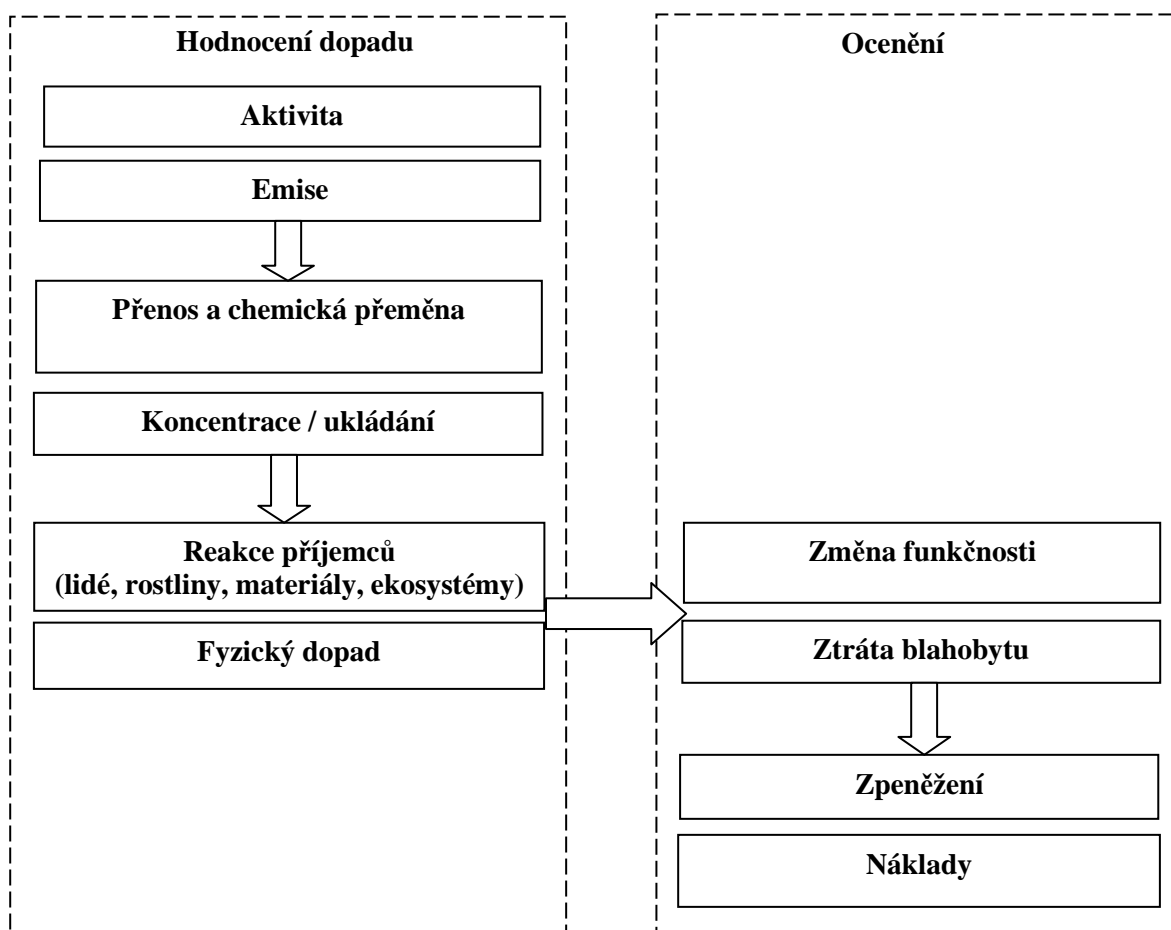 Hodnocení dopadu
Aktivita
Emise
Přenos a chemická přeměna
Koncentrace / ukládání
Reakce příjemců
(lidé, rostliny, materiály, ekosystémy)
Fyzický dopad
Ocenění
Změna funkčnosti
Ztráta blahobytu
Zpeněžení
Náklady